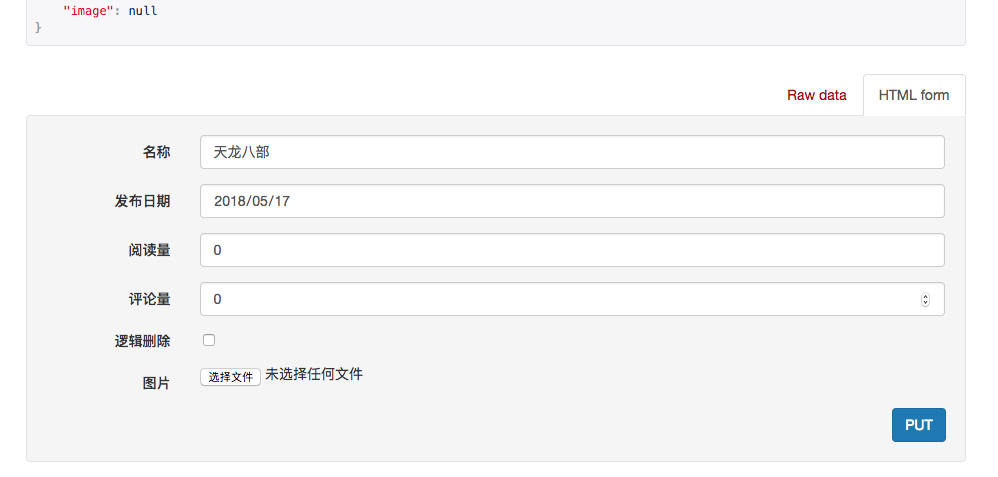 "image": null
}
Raw data HTML form
名称 天龙八部
发布日期 2018/05/17
阅读量 0
评论量 0
逻辑删除
图片 选择文件 未选择任何文件
PUT